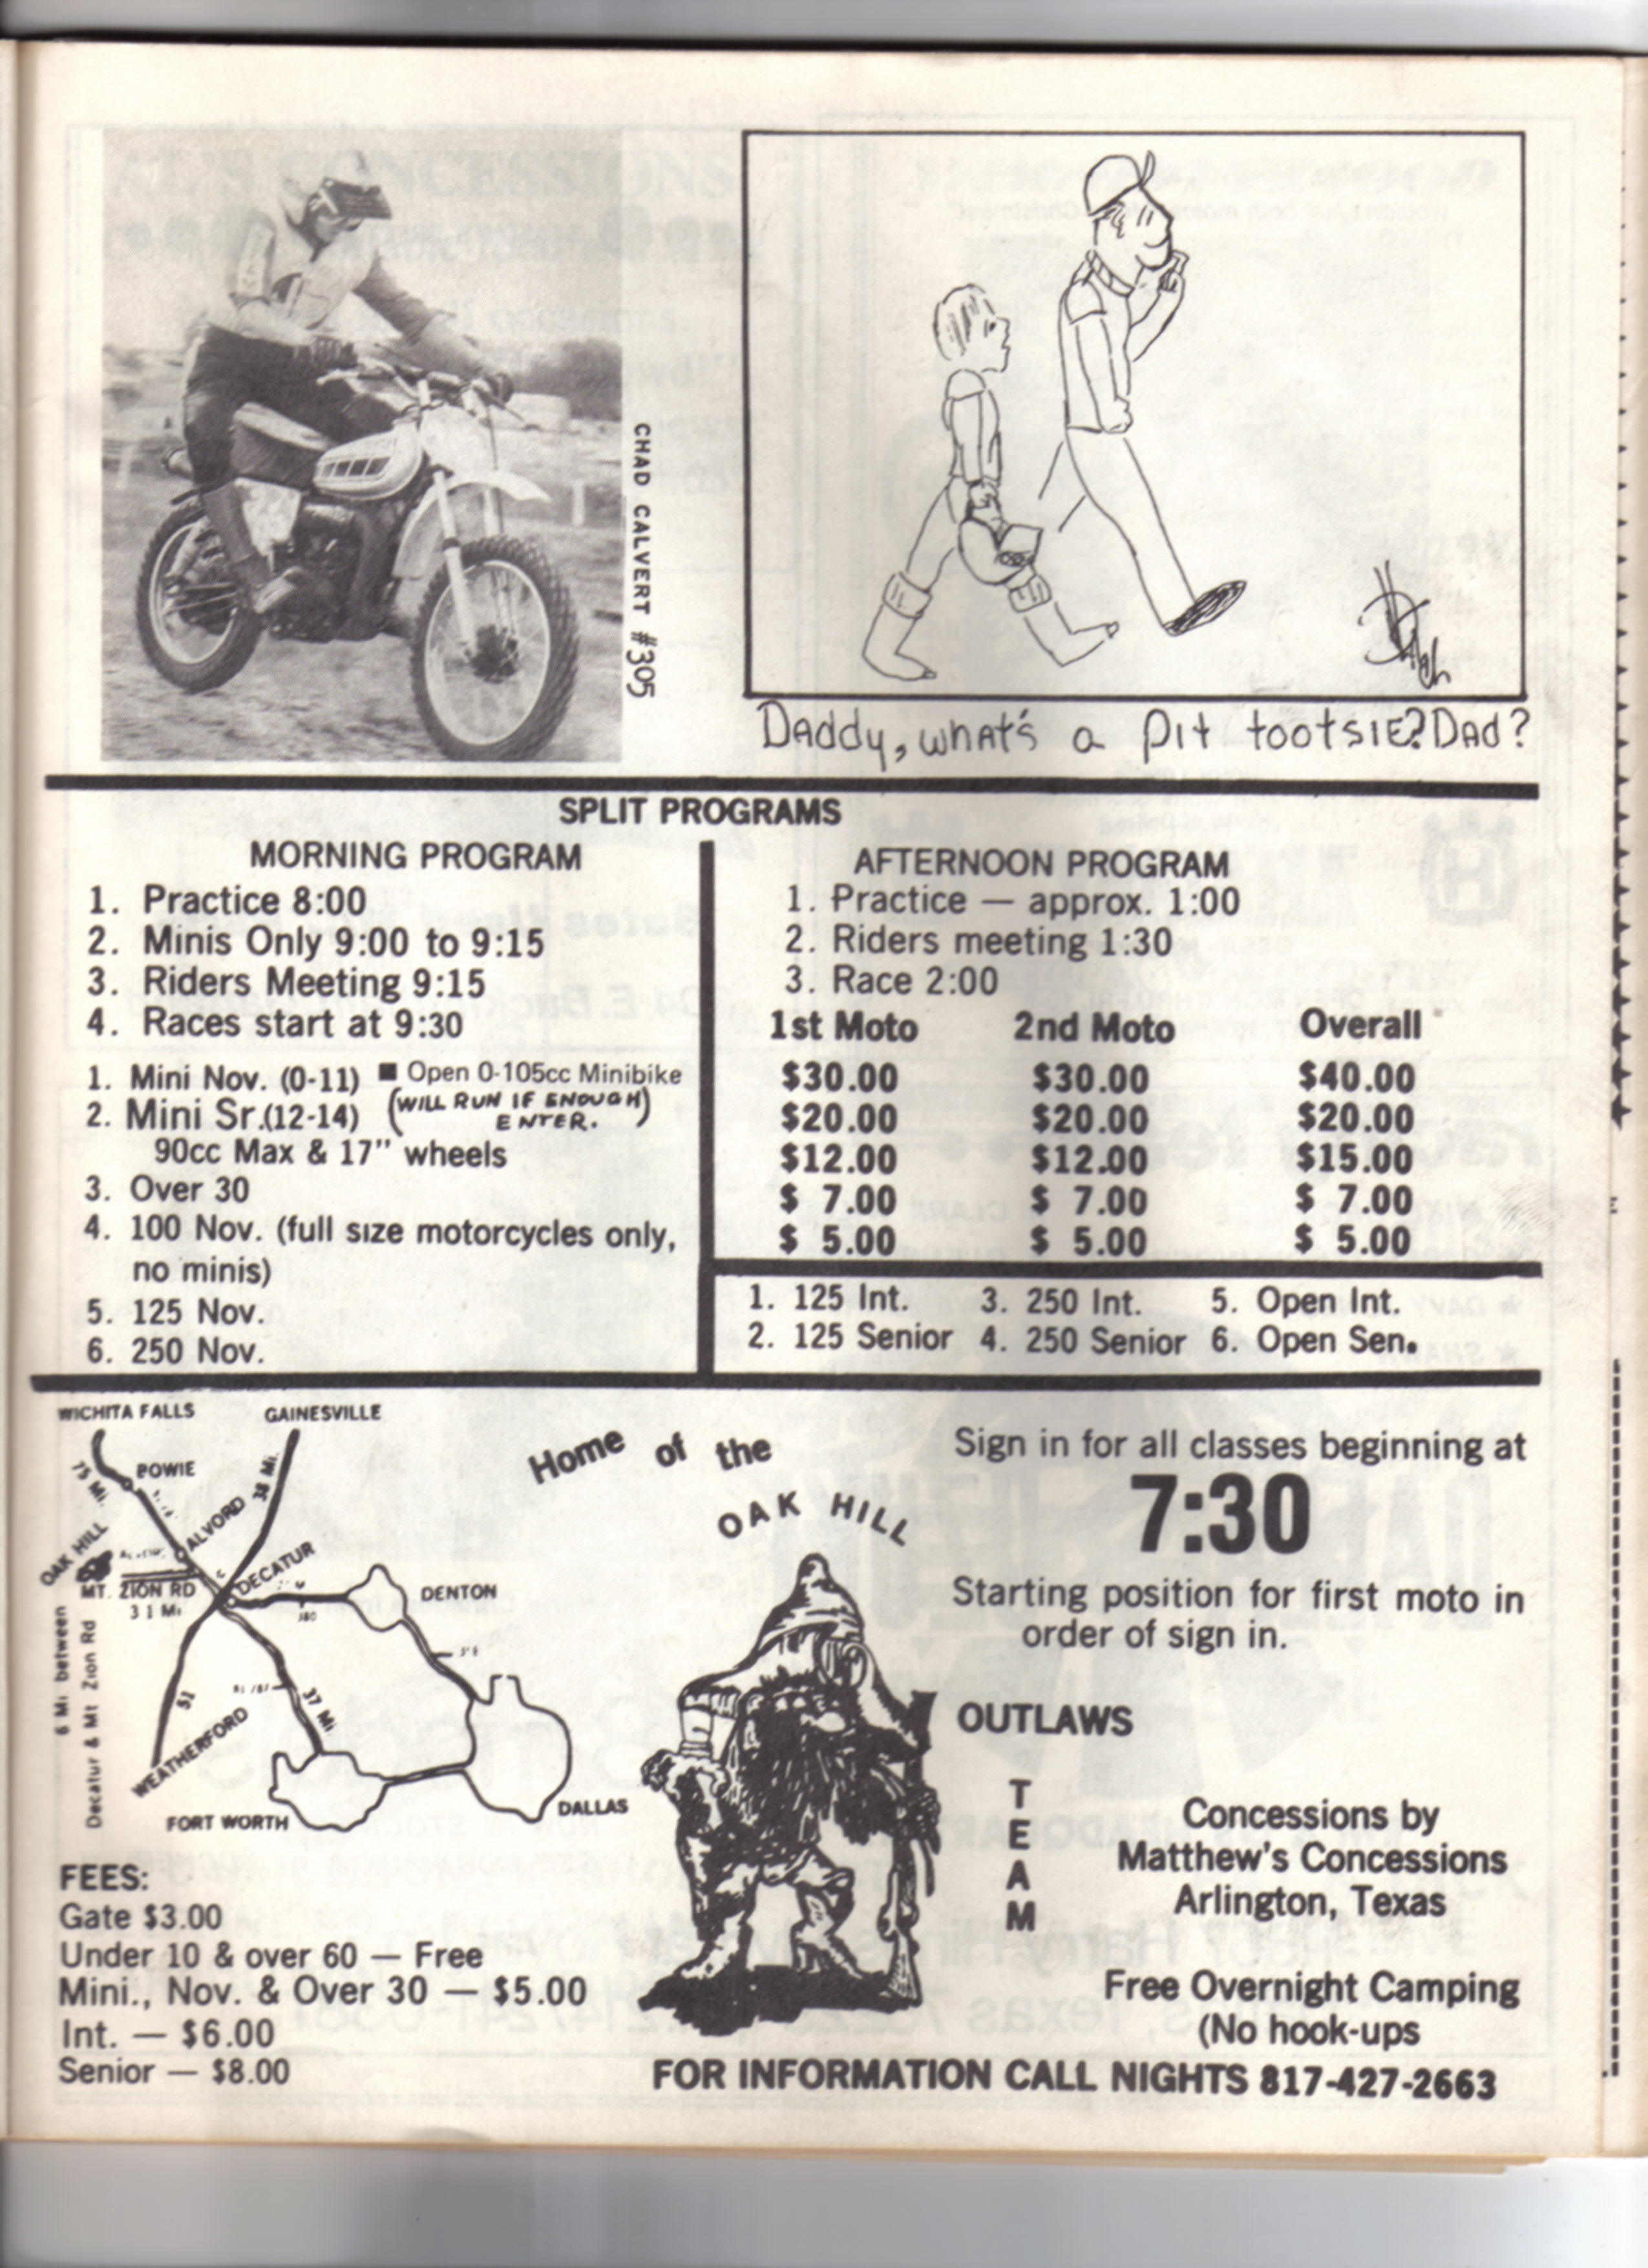 CHAD CALVERT #305
Daddy, what's a pit tootsie? Dad?
SPLIT PROGRAMS
MORNING PROGRAM
1. Practice 8:00
2. Minis Only 9:00 to 9:15
3. Riders Meeting 9:15
4. Races start at 9:30
1. Mini Nov. (0-11) ■ Open 0-105cc Minibike
(WILL RUN IF ENOUGH
ENTER.)
2. Mini Sr.(12-14)
90cc Max & 17" wheels
3. Over 30
4. 100 Nov. (full size motorcycles only,
no minis)
5. 125 Nov.
6. 250 Nov.
AFTERNOON PROGRAM
1. Practice — approx. 1:00
2. Riders meeting 1:30
3. Race 2:00
1st Moto 2nd Moto Overall
$30.00 $30.00 $40.00
$20.00 $20.00 $20.00
$12.00 $12.00 $15.00
$ 7.00 $ 7.00 $ 7.00
$ 5.00 $ 5.00 $ 5.00
1. 125 Int. 3. 250 Int. 5. Open Int.
2. 125 Senior 4. 250 Senior 6. Open Sen.
WICHITA FALLS
GAINESVILLE
75 Mi.
BOWIE
38 Mi.
ALVORD
OAK HILL
DECATUR
MT. ZION RD
3 1 Mi
DENTON
380
6 Mi between
Decatur & Mt Zion Rd
51
37 Mi
WEATHERFORD
FORT WORTH
DALLAS
FEES:
Gate $3.00
Under 10 & over 60 — Free
Mini., Nov. & Over 30 — $5.00
Int. — $6.00
Senior — $8.00
Home of the
OAK HILL
OUTLAWS
TEAM
Sign in for all classes beginning at
7:30
Starting position for first moto in
order of sign in.
Concessions by
Matthew's Concessions
Arlington, Texas
Free Overnight Camping
(No hook-ups
FOR INFORMATION CALL NIGHTS 817-427-2663